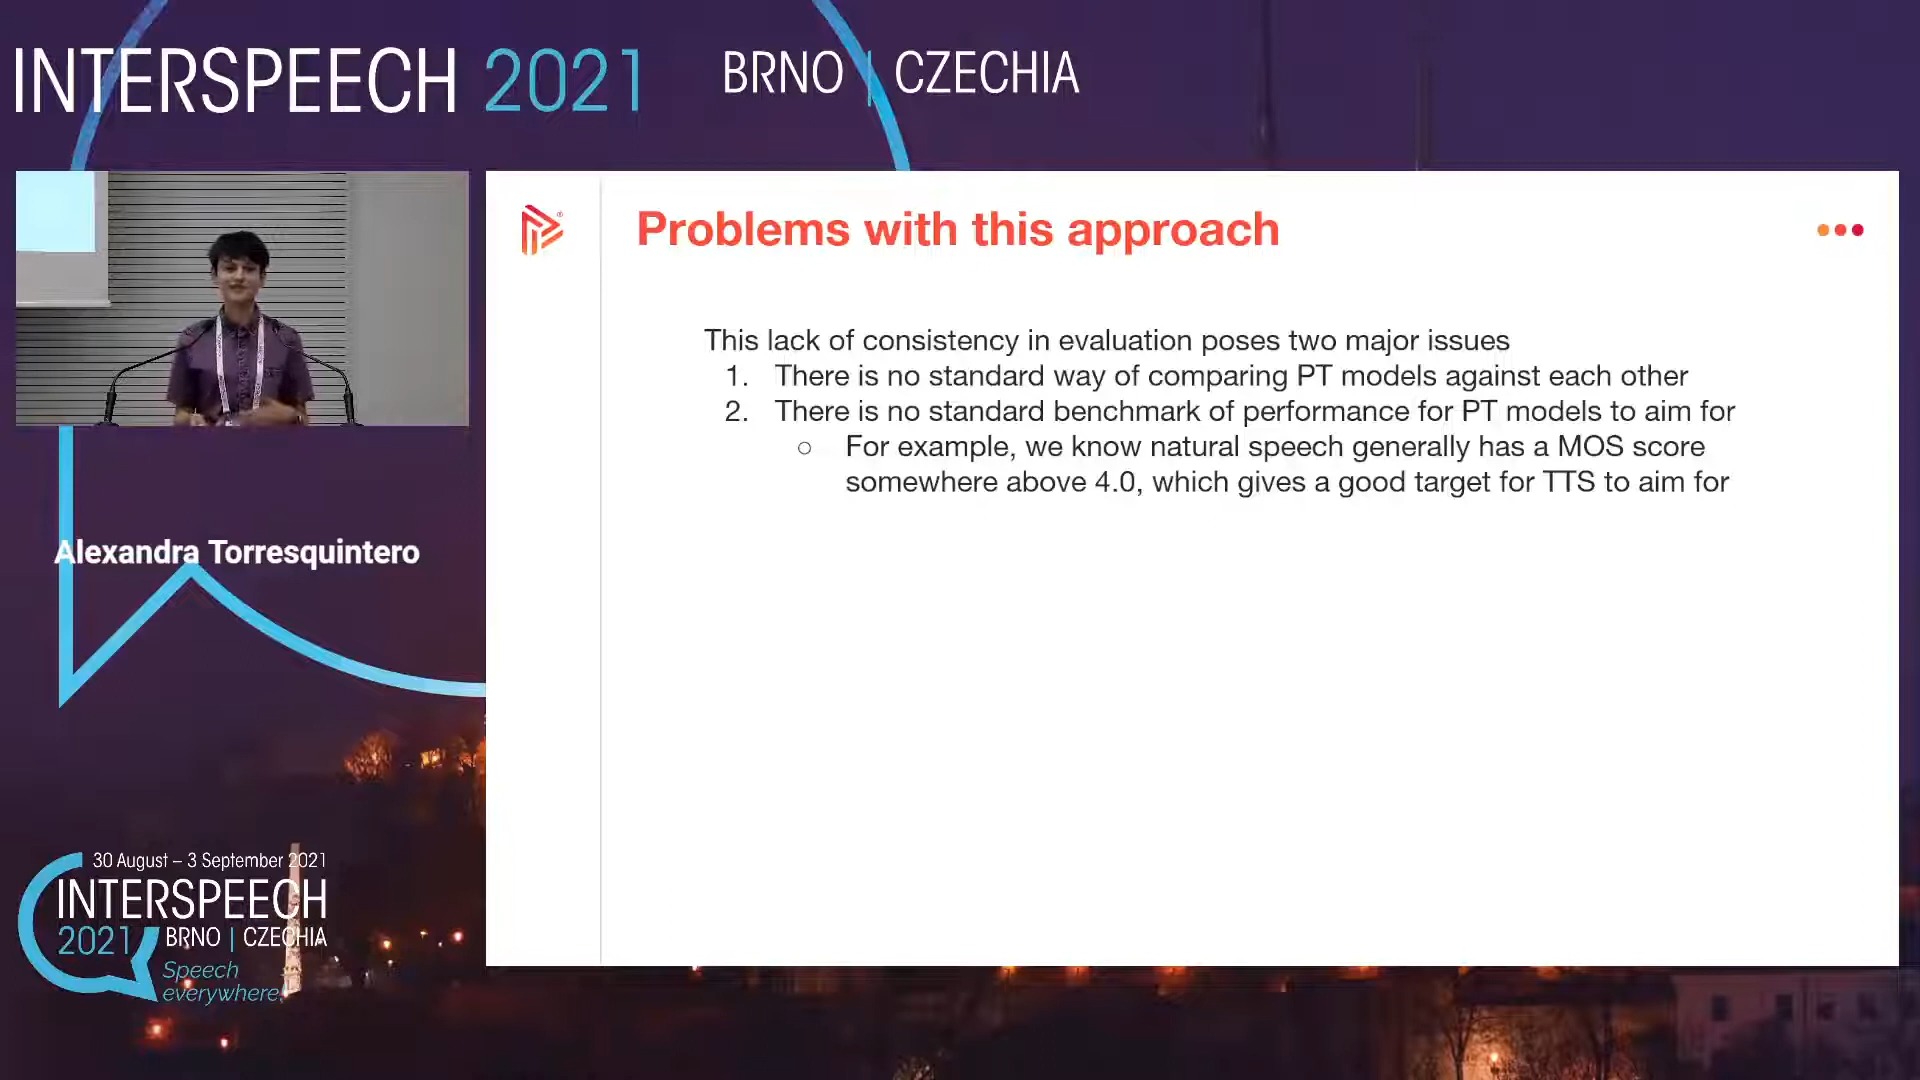 INTERSPEECH 2021
BRNO | CZECHIA
Problems with this approach
This lack of consistency in evaluation poses two major issues
1. There is no standard way of comparing PT models against each other
2. There is no standard benchmark of performance for PT models to aim for
○ For example, we know natural speech generally has a MOS score
somewhere above 4.0, which gives a good target for TTS to aim for
Alexandra Torresquintero
30 August – 3 September 2021
INTERSPEECH
2021 BRNO | CZECHIA
Speech
everywhere!